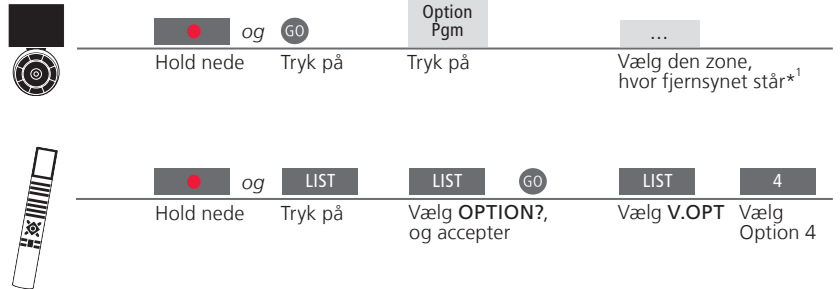 og GO Option
Pgm ...
Hold nede Tryk på Tryk på Vælg den zone,
hvor fjernsynet står*1
og LIST LIST GO LIST 4
Hold nede Tryk på Vælg OPTION?,
og accepter Vælg V.OPT Vælg
Option 4